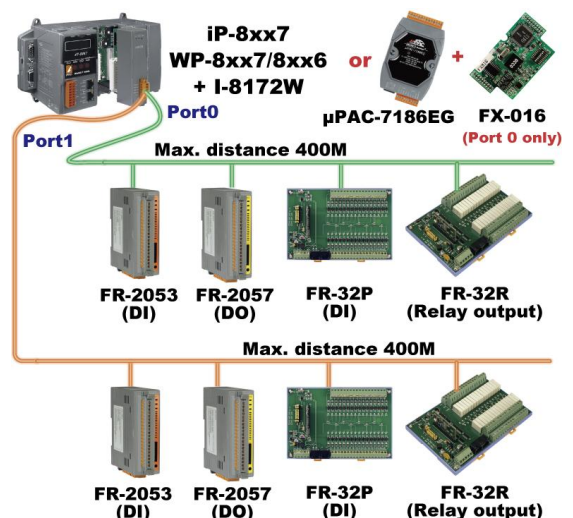 iP-8xx7
WP-8xx7/8xx6
+ I-8172W
or
+
µPAC-7186EG
FX-016
(Port 0 only)
Port0
Port1
Max. distance 400M
FR-2053
(DI)
FR-2057
(DO)
FR-32P
(DI)
FR-32R
(Relay output)
Max. distance 400M
FR-2053
(DI)
FR-2057
(DO)
FR-32P
(DI)
FR-32R
(Relay output)